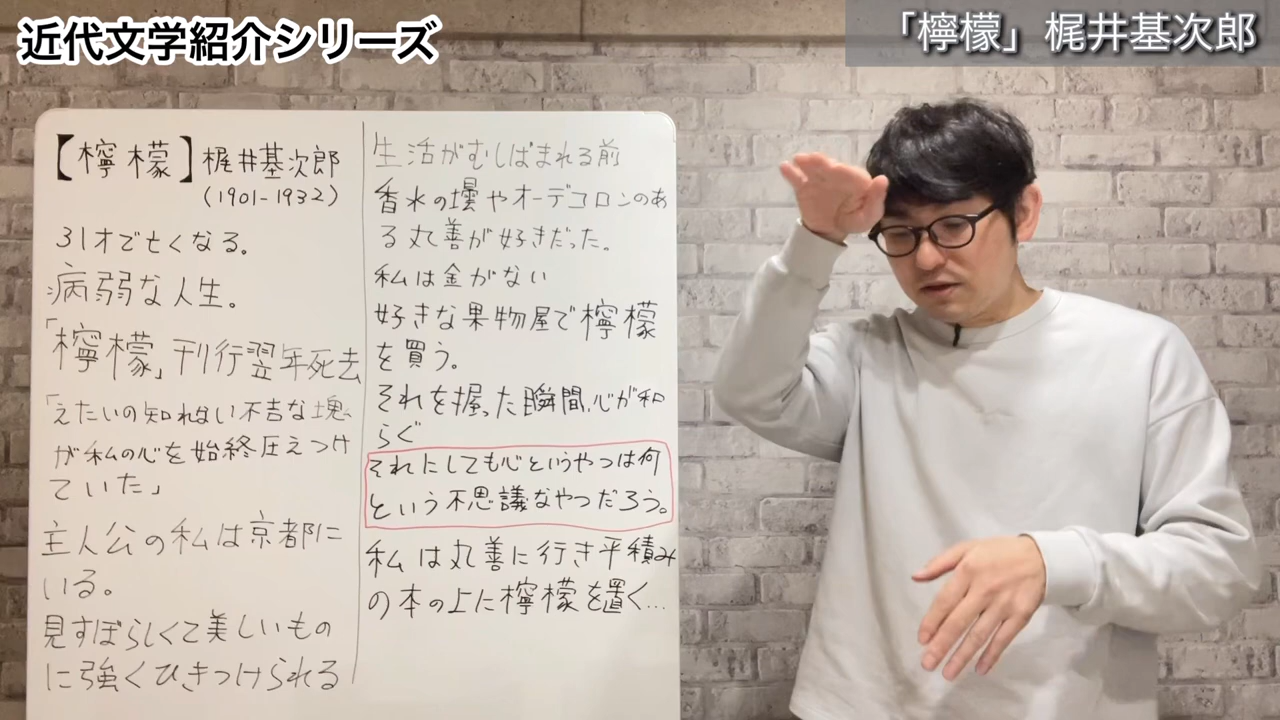 近代文学紹介シリーズ
「檸檬」梶井基次郎
【檸檬】梶井基次郎
(1901-1932)
31才で亡くなる。
病弱な人生。
「檸檬」刊行翌年死去
「えたいの知れない不吉な塊
が私の心を始終圧えつけ
ていた」
主人公の私は京都に
いる。
見すぼらしくて美しいもの
に強くひきつけられる
生活がむしばまれる前
香水の壜やオーデコロンのあ
る丸善が好きだった。
私は金がない
好きな果物屋で檸檬
を買う。
それを握った瞬間、心が和
らぐ
それにしても心というやつは何
という不思議なやつだろう。
私は丸善に行き平積み
の本の上に檸檬を置く…